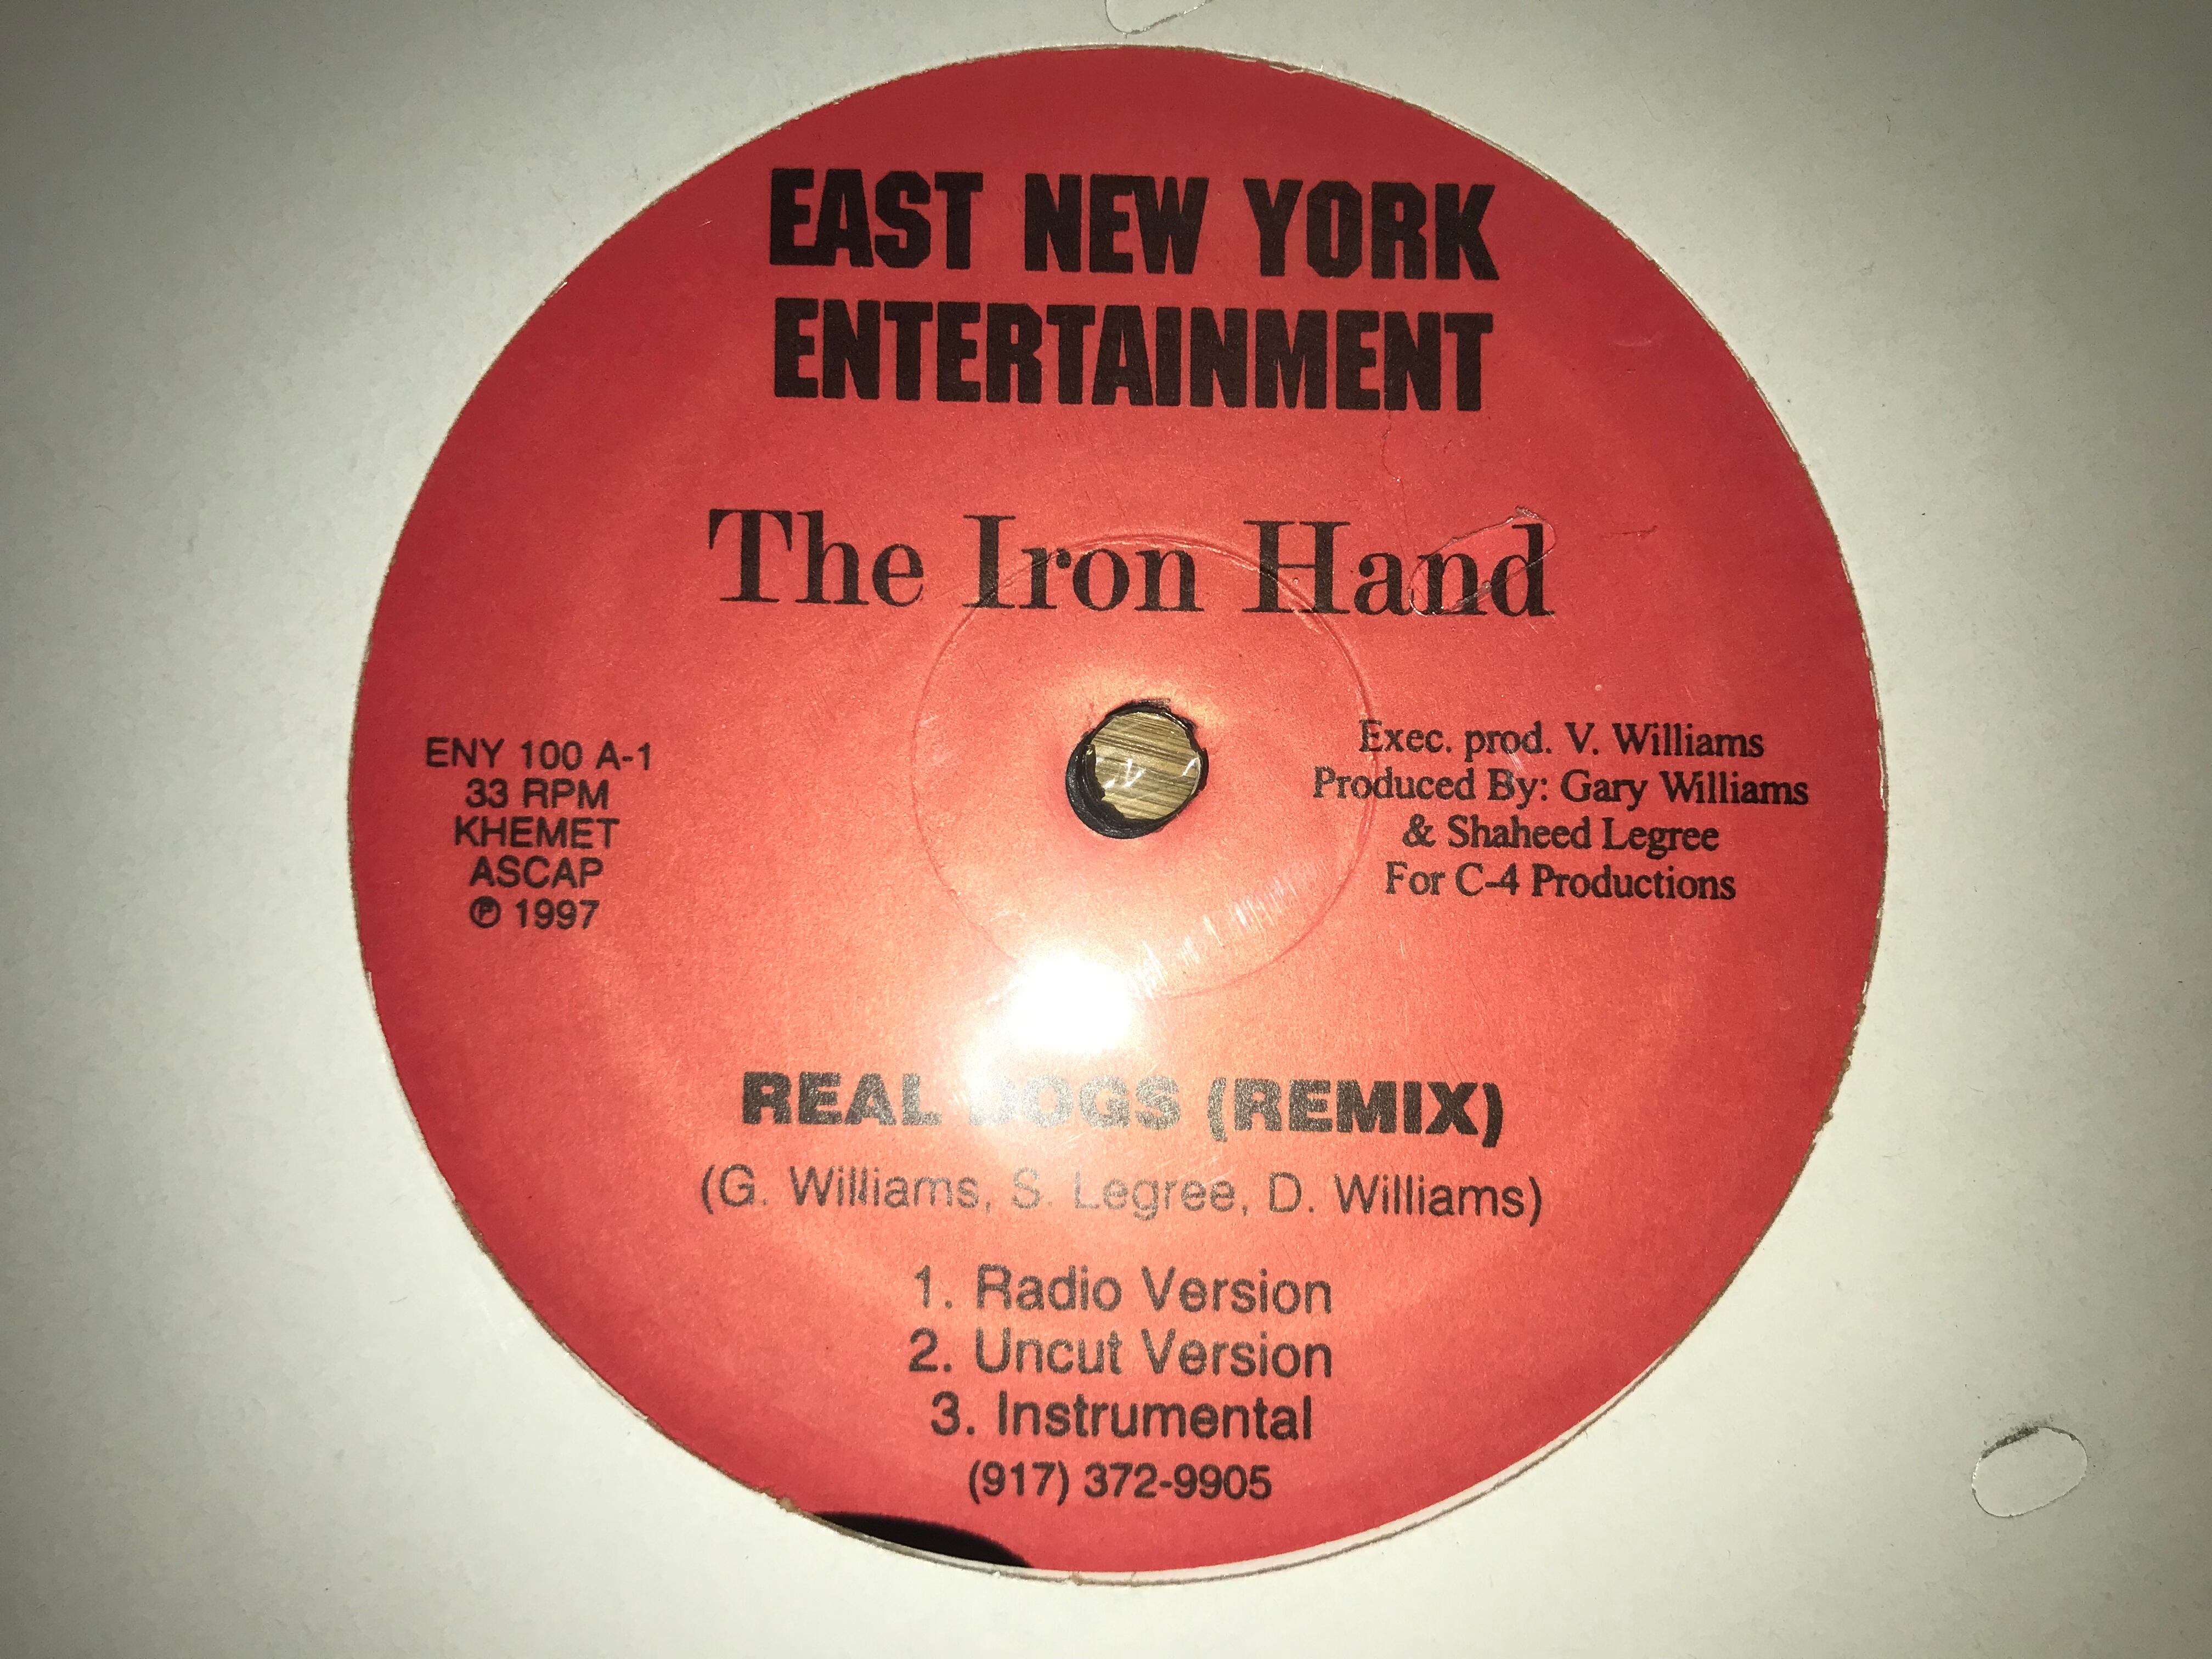 EAST NEW YORK
ENTERTAINMENT
The Iron Hand
ENY 100 A-1
33 RPM
KHEMET
ASCAP
℗ 1997
Exec. prod. V. Williams
Produced By: Gary Williams
& Shaheed Legree
For C-4 Productions
REAL DOGS (REMIX)
(G. Williams, S. Legree, D. Williams)
1. Radio Version
2. Uncut Version
3. Instrumental
(917) 372-9905